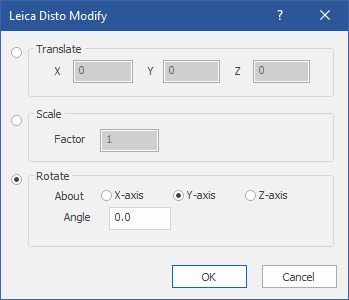 Leica Disto Modify ?
Translate
X 0 Y 0 Z 0
Scale
Factor 1
Rotate
About X-axis Y-axis Z-axis
Angle 0.0
OK Cancel